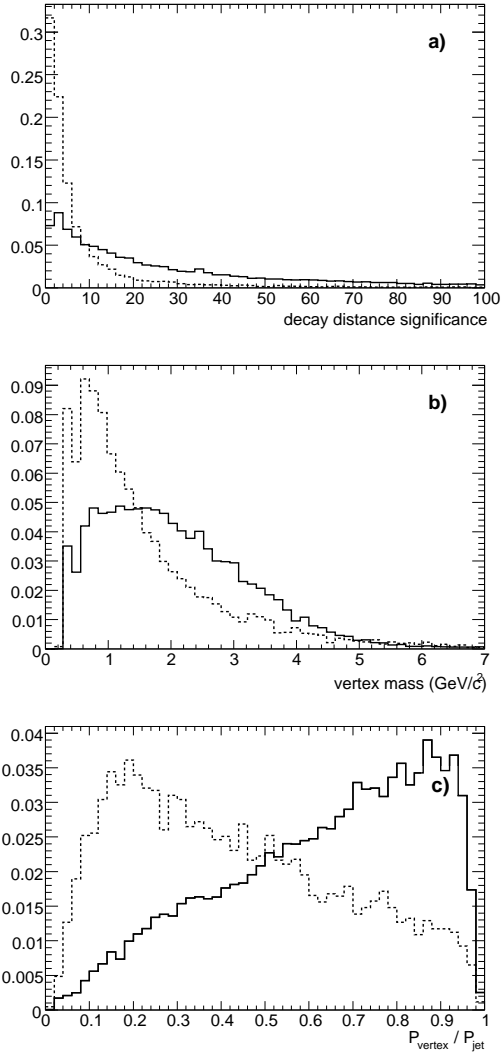 0.3
a)
0.25
0.2
0.15
0.1
0.05
0
0 10 20 30 40 50 60 70 80 90 100
decay distance significance
0.09
b)
0.08
0.07
0.06
0.05
0.04
0.03
0.02
0.01
0
0 1 2 3 4 5 6 7
vertex mass (GeV/c²)
0.04
0.035
c)
0.03
0.025
0.02
0.015
0.01
0.005
0
0 0.1 0.2 0.3 0.4 0.5 0.6 0.7 0.8 0.9 1
P_vertex / P_jet